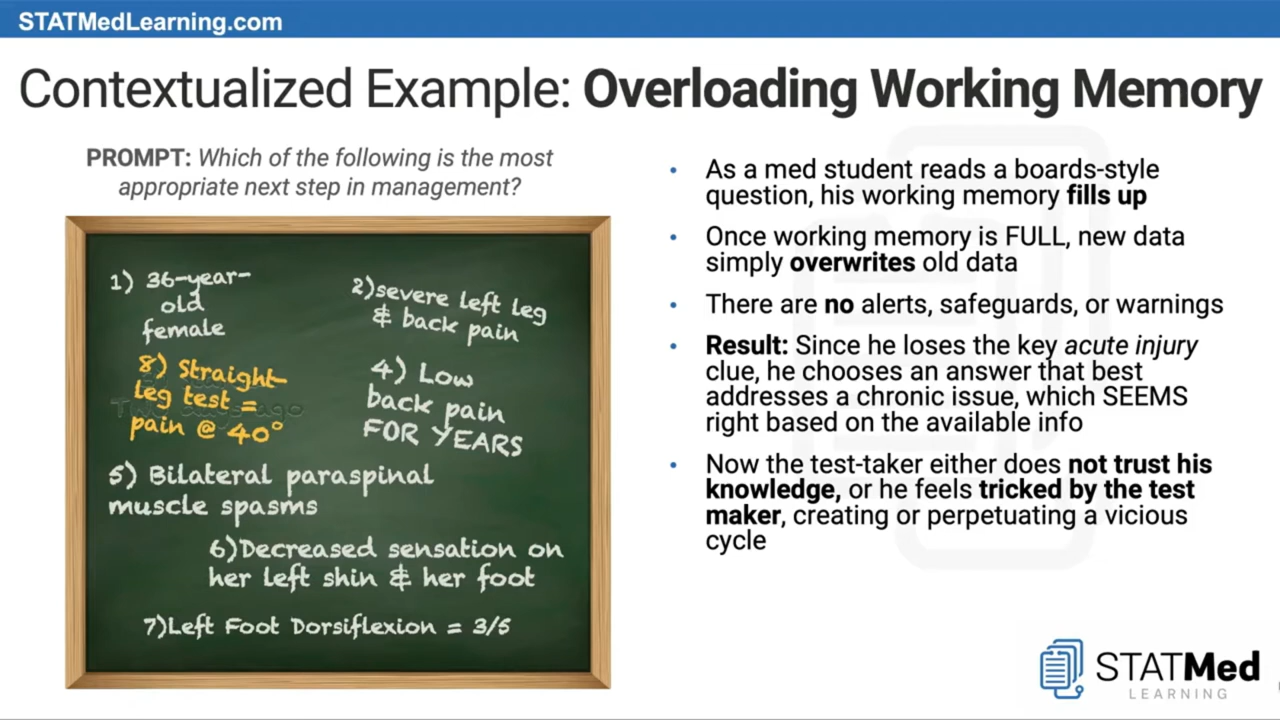 STATMedLearning.com
Contextualized Example: Overloading Working Memory
PROMPT: Which of the following is the most
appropriate next step in management?
1) 36-year-
old
female
2)severe left leg
& back pain
8) Straight-
leg test =
pain @ 40°
4) Low
back pain
FOR YEARS
5) Bilateral paraspinal
muscle spasms
6)Decreased sensation on
her left shin & her foot
7)Left Foot Dorsiflexion = 3/5
• As a med student reads a boards-style
question, his working memory fills up
• Once working memory is FULL, new data
simply overwrites old data
• There are no alerts, safeguards, or warnings
• Result: Since he loses the key acute injury
clue, he chooses an answer that best
addresses a chronic issue, which SEEMS
right based on the available info
• Now the test-taker either does not trust his
knowledge, or he feels tricked by the test
maker, creating or perpetuating a vicious
cycle
STATMed
LEARNING